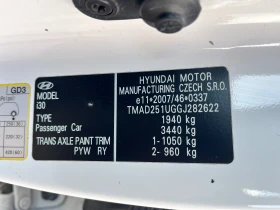 GD3
HYUNDAI
MODEL
i30
TYPE
Passenger Car
TRANS AXLE PAINT TRIM
PYW RY
HYUNDAI MOTOR
MANUFACTURING CZECH S.R.O.
e11*2007/46*0337
TMAD251UGGJ282622
1940 kg
3440 kg
1- 1050 kg
2- 960 kg